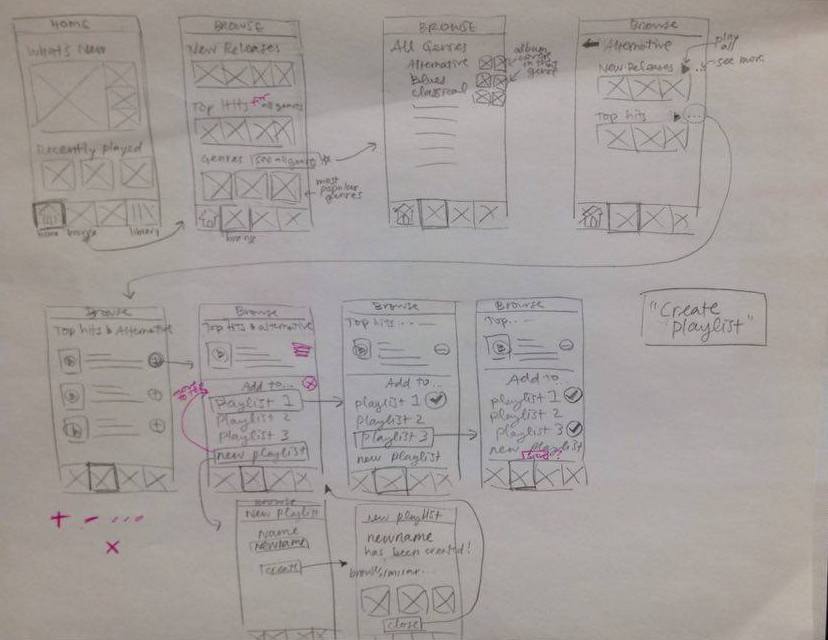 HOME
What's New
Recently played
home browse library
BROWSE
New Releases
Top Hits for all genres
Genres see all genres
most popular genres
browse
BROWSE
All Genres
Alternative
Blues
Classical
album covers in that genre
Browse
Alternative
New Releases
play all
see more
Top hits
Browse
Top hits & Alternative
Browse
Top hits & alternative
Add to...
playlist 1
playlist 2
playlist 3
new playlist
Browse
Top hits...
Add to...
playlist 1
playlist 2
playlist 3
new playlist
Browse
Top...
Add to...
playlist 1
playlist 2
playlist 3
new playlist
"Create playlist"
Browse
New Playlist
Name
Newname
create
new playlist
newname
has been created!
browse similar...
close